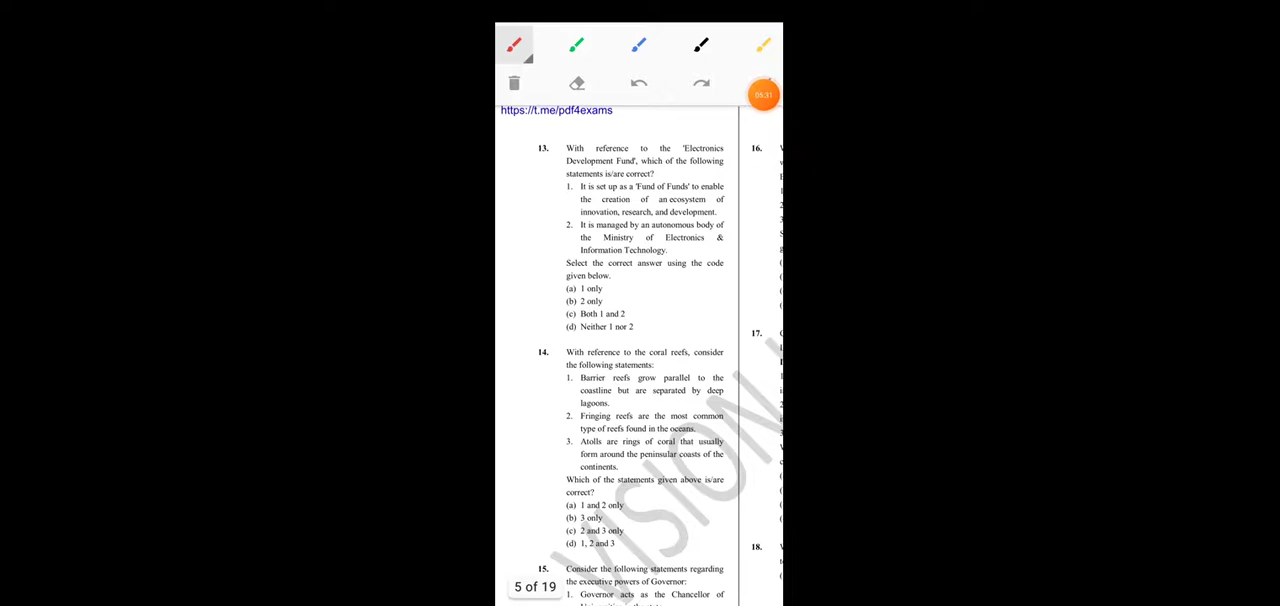 05:31
https://t.me/pdf4exams
13. With reference to the 'Electronics
Development Fund', which of the following
statements is/are correct?
1. It is set up as a 'Fund of Funds' to enable
the creation of an ecosystem of
innovation, research, and development.
2. It is managed by an autonomous body of
the Ministry of Electronics &
Information Technology.
Select the correct answer using the code
given below.
(a) 1 only
(b) 2 only
(c) Both 1 and 2
(d) Neither 1 nor 2
14. With reference to the coral reefs, consider
the following statements:
1. Barrier reefs grow parallel to the
coastline but are separated by deep
lagoons.
2. Fringing reefs are the most common
type of reefs found in the oceans.
3. Atolls are rings of coral that usually
form around the peninsular coasts of the
continents.
Which of the statements given above is/are
correct?
(a) 1 and 2 only
(b) 3 only
(c) 2 and 3 only
(d) 1, 2 and 3
15. Consider the following statements regarding
the executive powers of Governor:
1. Governor acts as the Chancellor of
5 of 19
16.
17.
18.
VISION